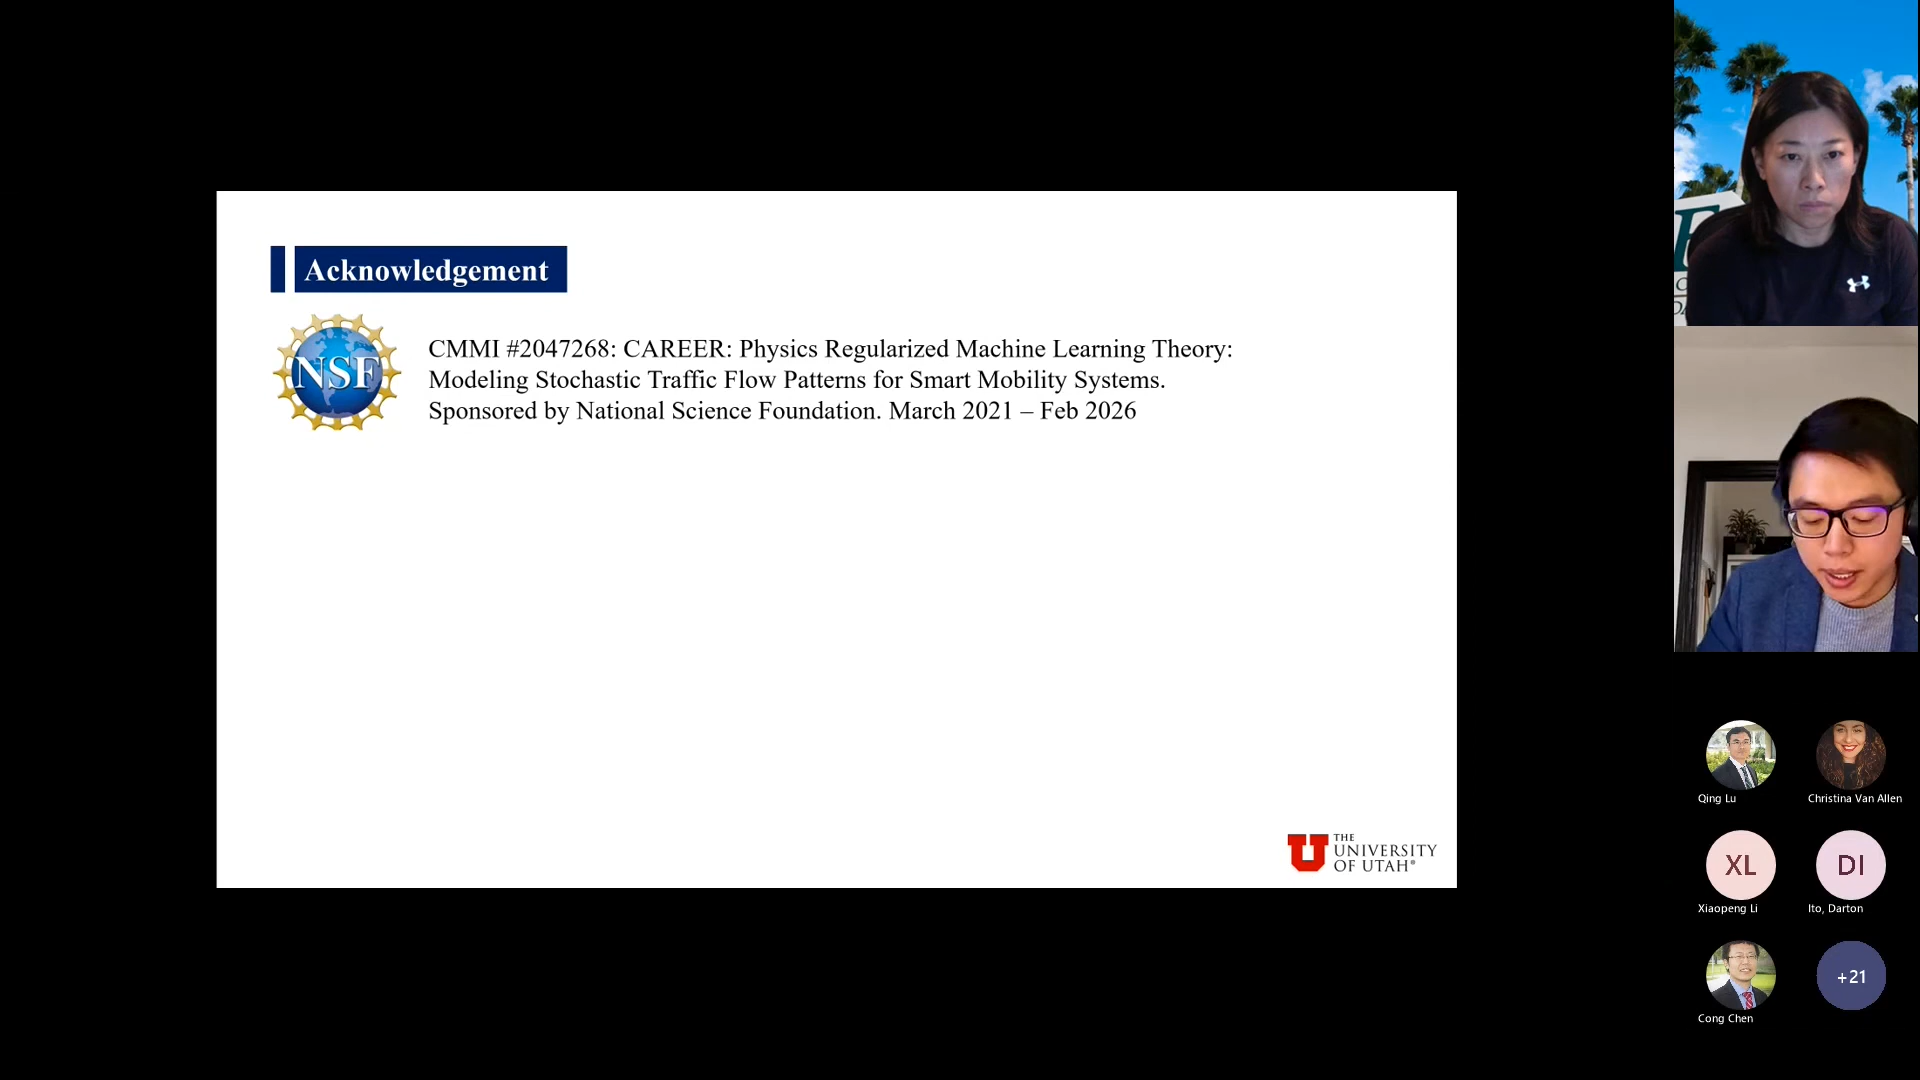 Acknowledgement
NSF
CMMI #2047268: CAREER: Physics Regularized Machine Learning Theory:
Modeling Stochastic Traffic Flow Patterns for Smart Mobility Systems.
Sponsored by National Science Foundation. March 2021 – Feb 2026
U THE
UNIVERSITY
OF UTAH®
Qing Lu
Christina Van Allen
XL
DI
Xiaopeng Li
Ito, Darton
+21
Cong Chen